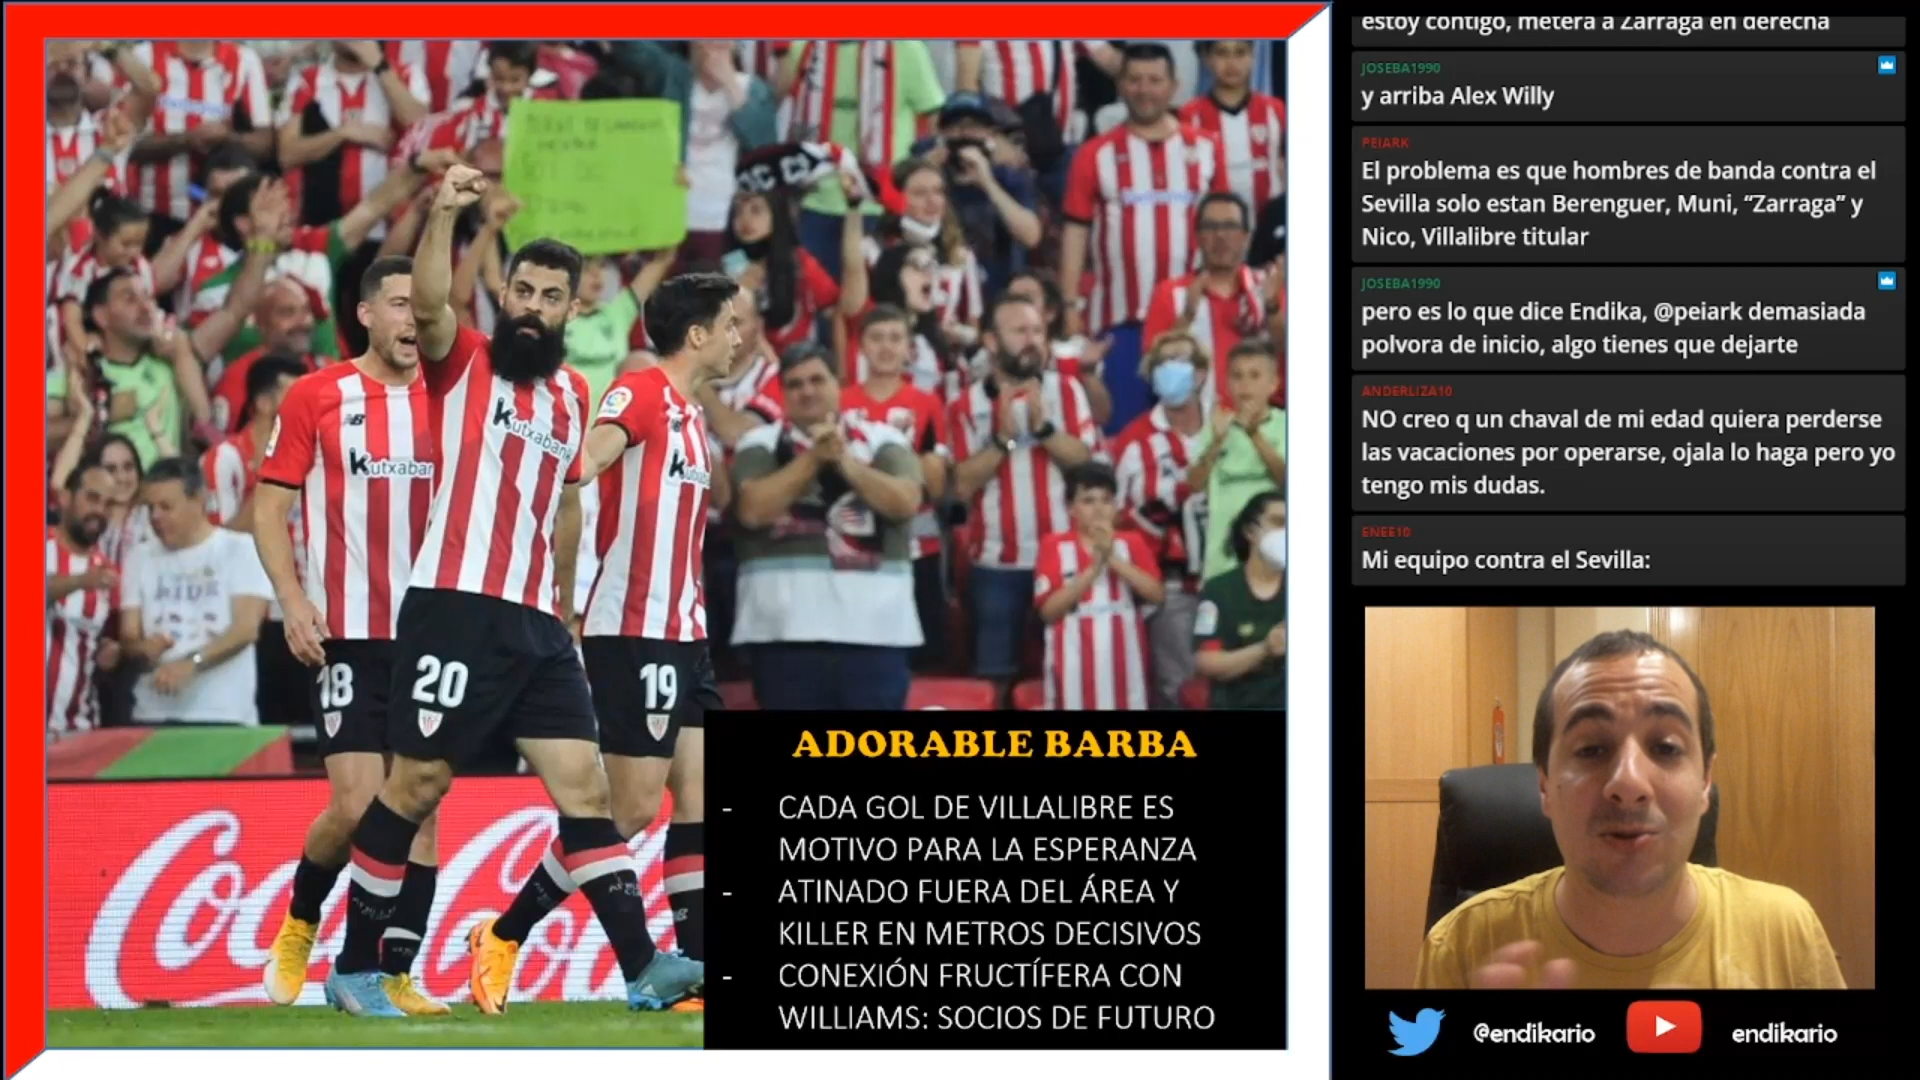 Kutxabank
Kutxabank
18
20
19
ADORABLE BARBA
- CADA GOL DE VILLALIBRE ES
MOTIVO PARA LA ESPERANZA
- ATINADO FUERA DEL ÁREA Y
KILLER EN METROS DECISIVOS
- CONEXIÓN FRUCTÍFERA CON
WILLIAMS: SOCIOS DE FUTURO
estoy contigo, meterá a Zarraga en derecha
JOSEBA1990
y arriba Alex Willy
PEIARK
El problema es que hombres de banda contra el
Sevilla solo estan Berenguer, Muni, “Zarraga” y
Nico, Villalibre titular
JOSEBA1990
pero es lo que dice Endika, @peiark demasiada
polvora de inicio, algo tienes que dejarte
ANDERLIZA10
NO creo q un chaval de mi edad quiera perderse
las vacaciones por operarse, ojala lo haga pero yo
tengo mis dudas.
ENEE10
Mi equipo contra el Sevilla:
@endikario
endikario